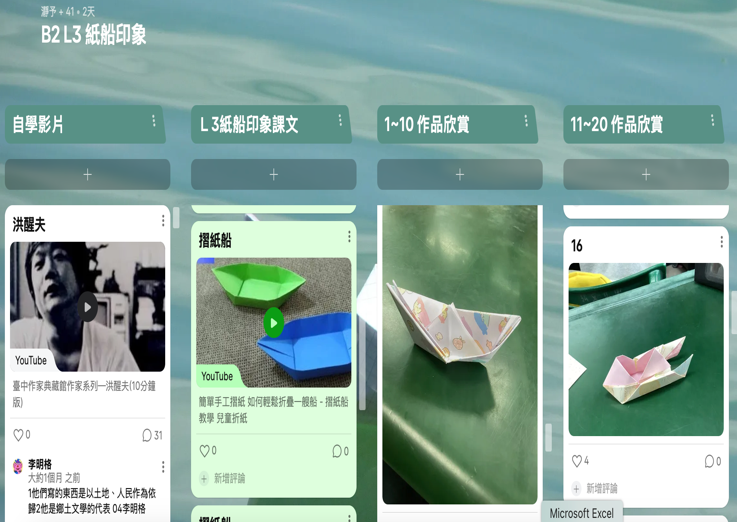 瀞予 + 41 • 2天
B2 L3 紙船印象
自學影片
L 3紙船印象課文
1~10 作品欣賞
11~20 作品欣賞
洪醒夫
YouTube
臺中作家典藏館作家系列—洪醒夫(10分鐘
版)
0
31
李明格
大約1個月 之前
1他們寫的東西是以土地、人民作為依
歸2他是鄉土文學的代表 04李明格
摺紙船
YouTube
簡單手工摺紙 如何輕鬆折疊一艘船 - 摺紙船
教學 兒童折紙
0
0
新增評論
摺紙船
16
4
0
新增評論
Microsoft Excel